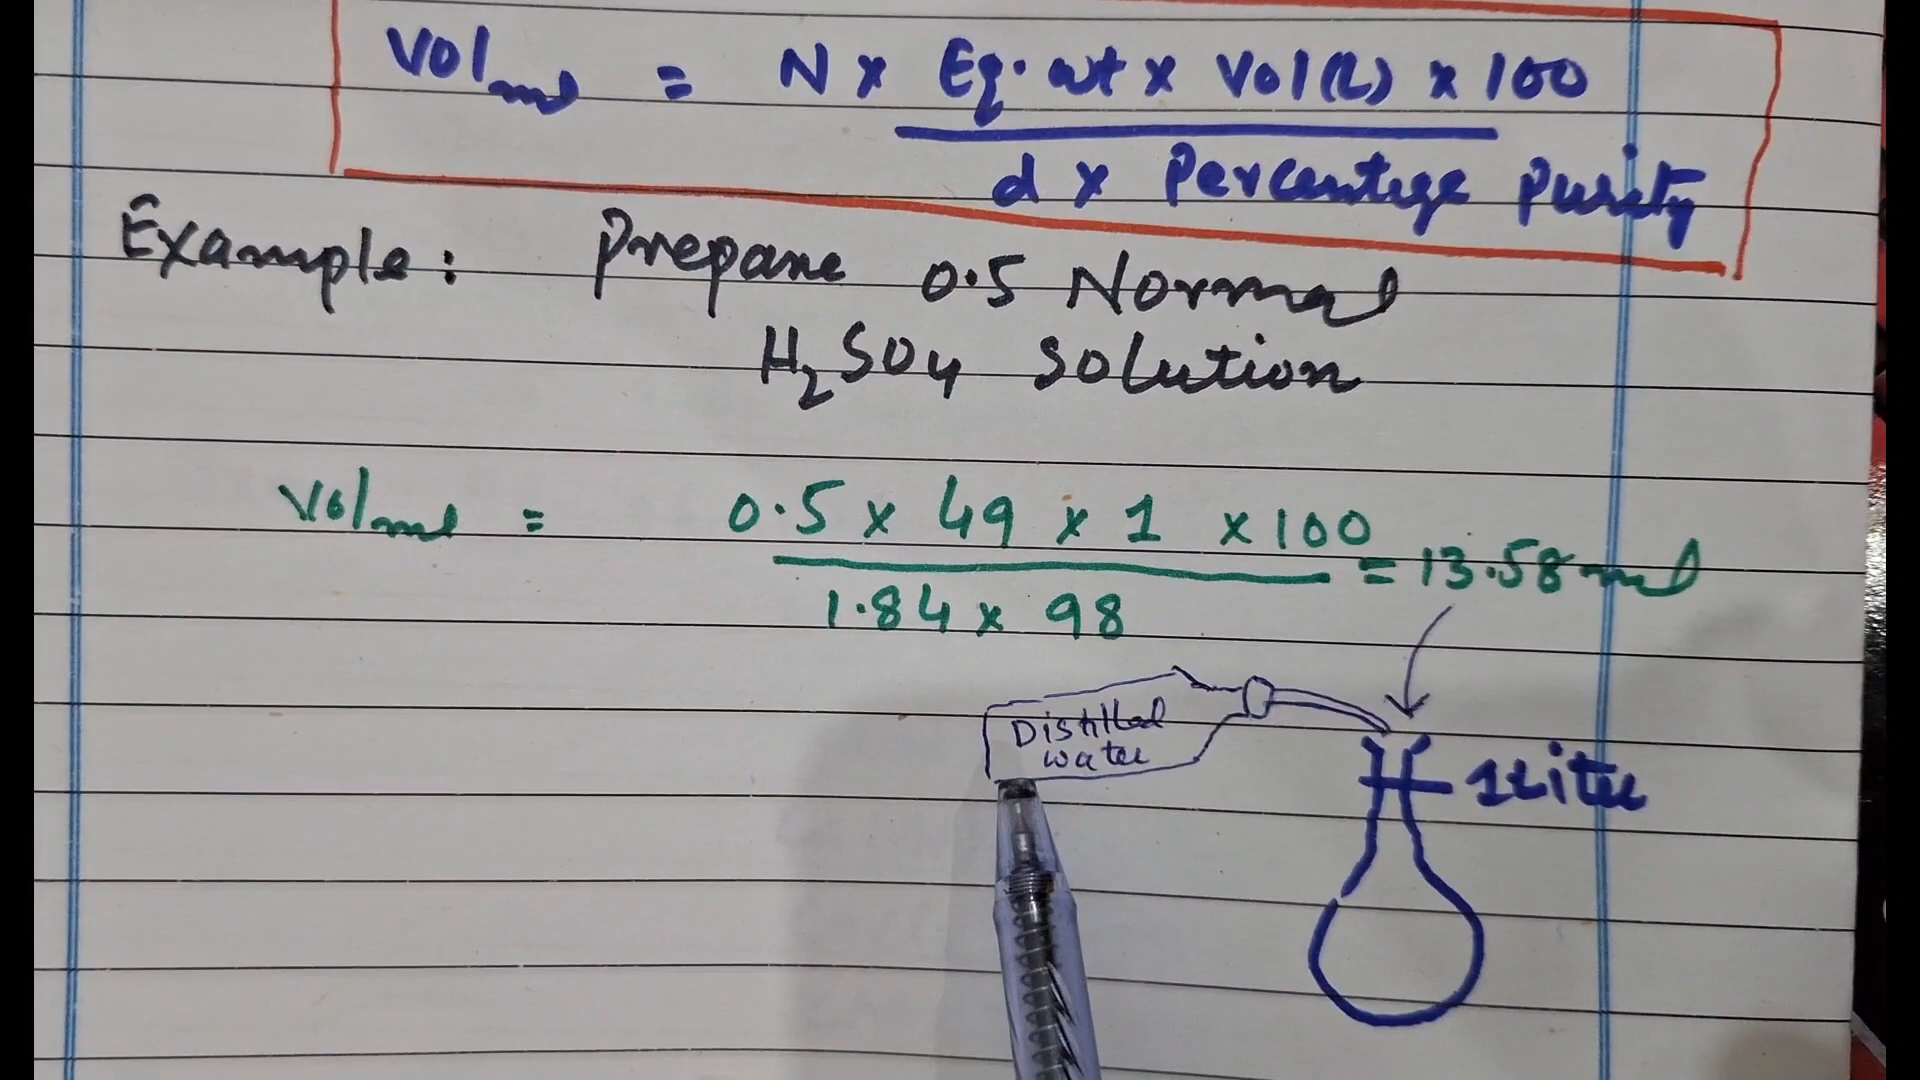 Vol ml = N x Eq. wt x Vol(L) x 100
d x Percentage Purity
Example: Prepare 0.5 Normal
H₂SO₄ Solution
Vol ml = 0.5 x 49 x 1 x 100
= 13.58 ml
1.84 x 98
Distilled
water
1 Liter